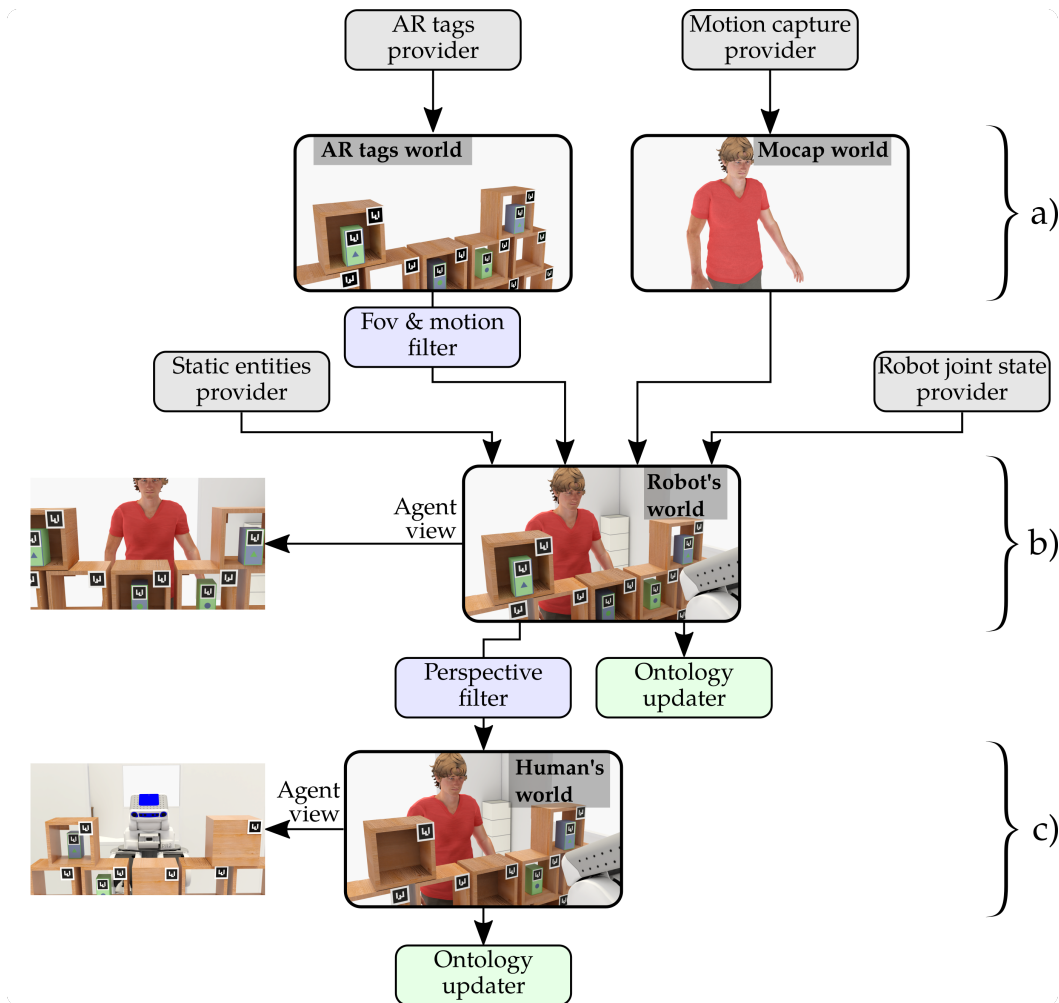 AR tags
provider
Motion capture
provider
AR tags world
Mocap world
a)
Fov & motion
filter
Static entities
provider
Robot joint state
provider
Robot's
world
Agent
view
b)
Perspective
filter
Ontology
updater
Human's
world
Agent
view
c)
Ontology
updater